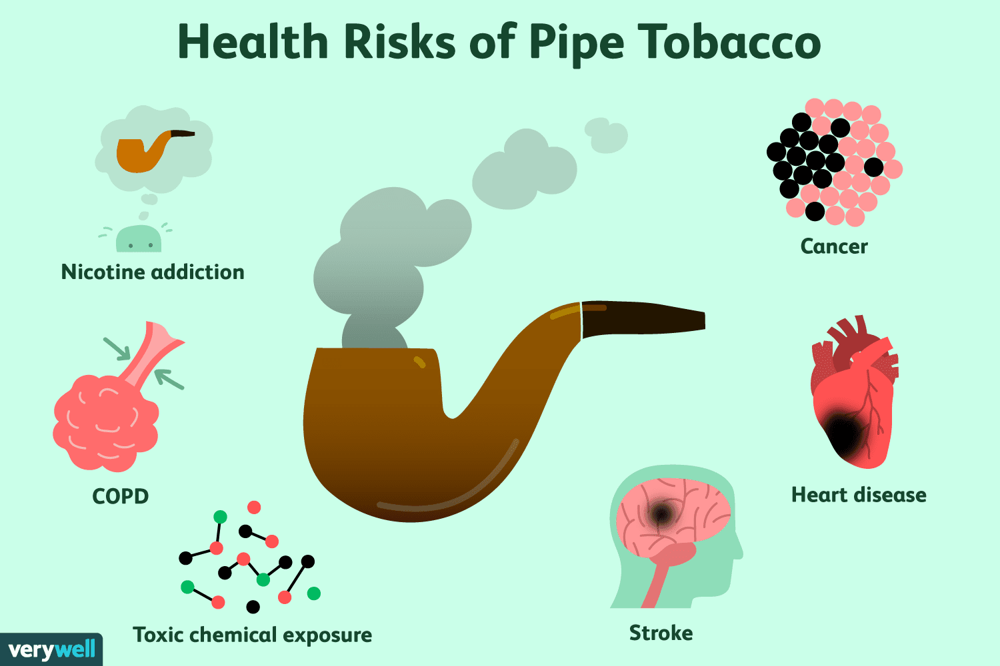 Health Risks of Pipe Tobacco
Nicotine addiction
Cancer
COPD
Heart disease
Toxic chemical exposure
Stroke
verywell